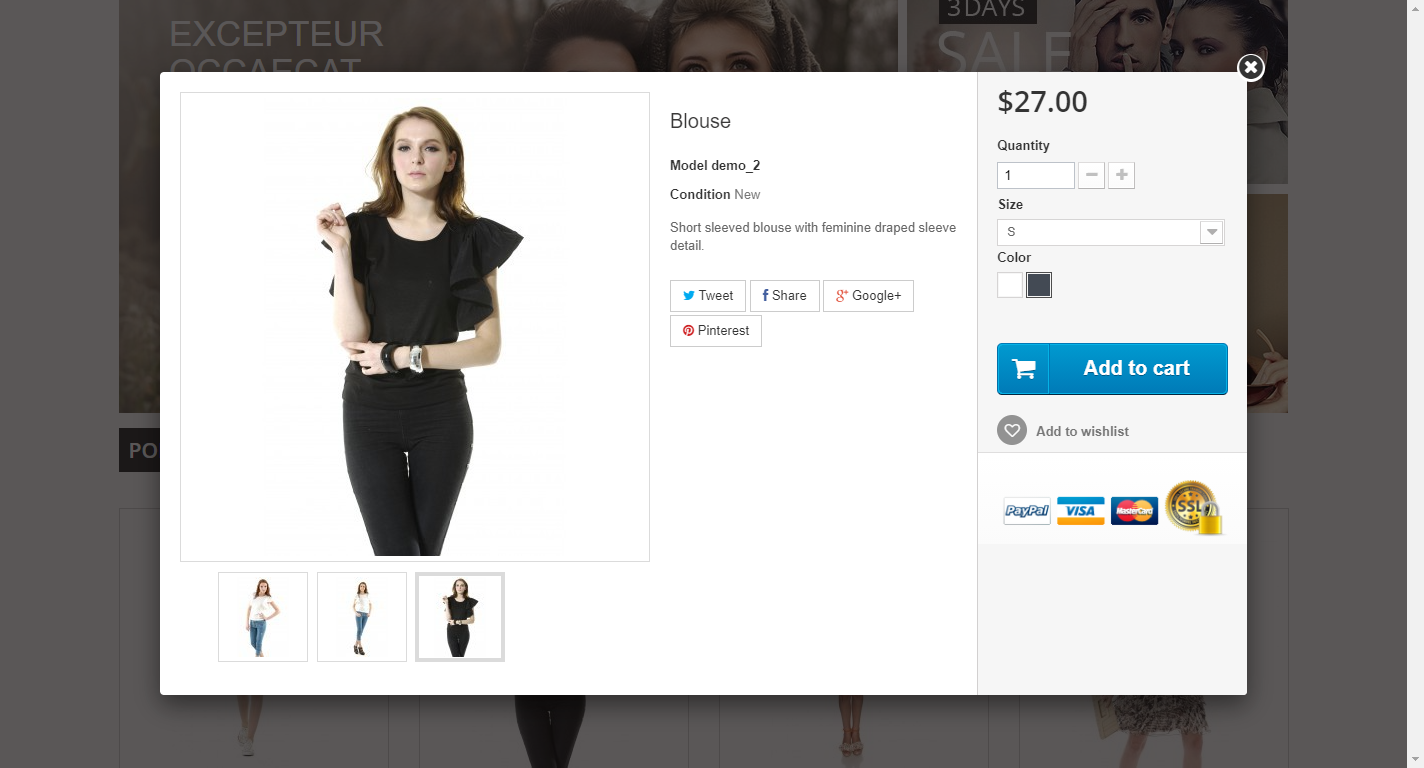 EXCEPTEUR
OCCAECAT
3 DAYS
SALE
Blouse
Model demo_2
Condition New
Short sleeved blouse with feminine draped sleeve
detail.
Tweet
Share
Google+
Pinterest
$27.00
Quantity
1
Size
S
Color
Add to cart
Add to wishlist
PayPal VISA MasterCard SSL
PO